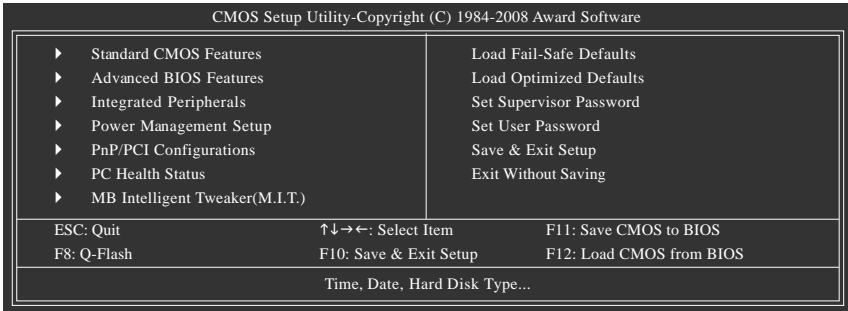 CMOS Setup Utility-Copyright (C) 1984-2008 Award Software
Standard CMOS Features
Advanced BIOS Features
Integrated Peripherals
Power Management Setup
PnP/PCI Configurations
PC Health Status
MB Intelligent Tweaker(M.I.T.)
Load Fail-Safe Defaults
Load Optimized Defaults
Set Supervisor Password
Set User Password
Save & Exit Setup
Exit Without Saving
ESC: Quit ↑↓→←: Select Item F11: Save CMOS to BIOS
F8: Q-Flash F10: Save & Exit Setup F12: Load CMOS from BIOS
Time, Date, Hard Disk Type...